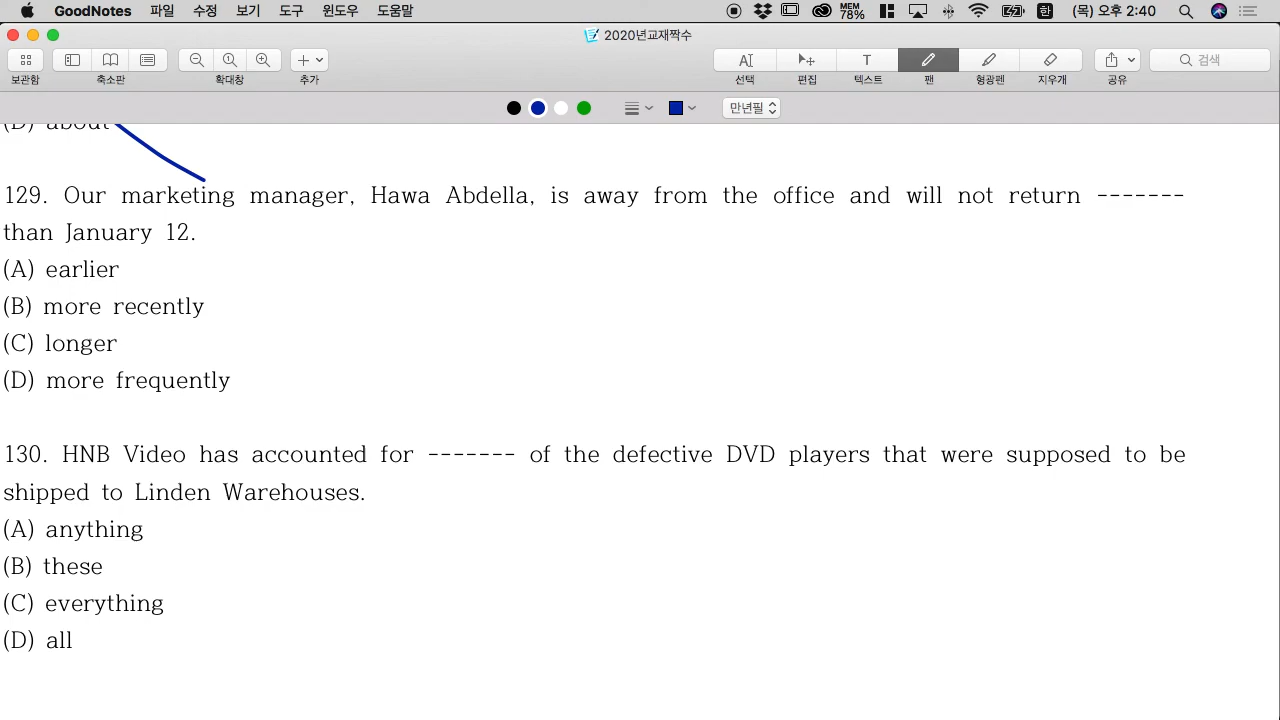 GoodNotes 파일 수정 보기 도구 윈도우 도움말 MEM 78% 한 (목) 오후 2:40
2020년교재짝수
보관함 축소판 확대창 추가 선택 편집 T 텍스트 펜 형광펜 지우개 공유 검색
만년필
(D) about
129. Our marketing manager, Hawa Abdella, is away from the office and will not return -------
than January 12.
(A) earlier
(B) more recently
(C) longer
(D) more frequently
130. HNB Video has accounted for ------- of the defective DVD players that were supposed to be
shipped to Linden Warehouses.
(A) anything
(B) these
(C) everything
(D) all